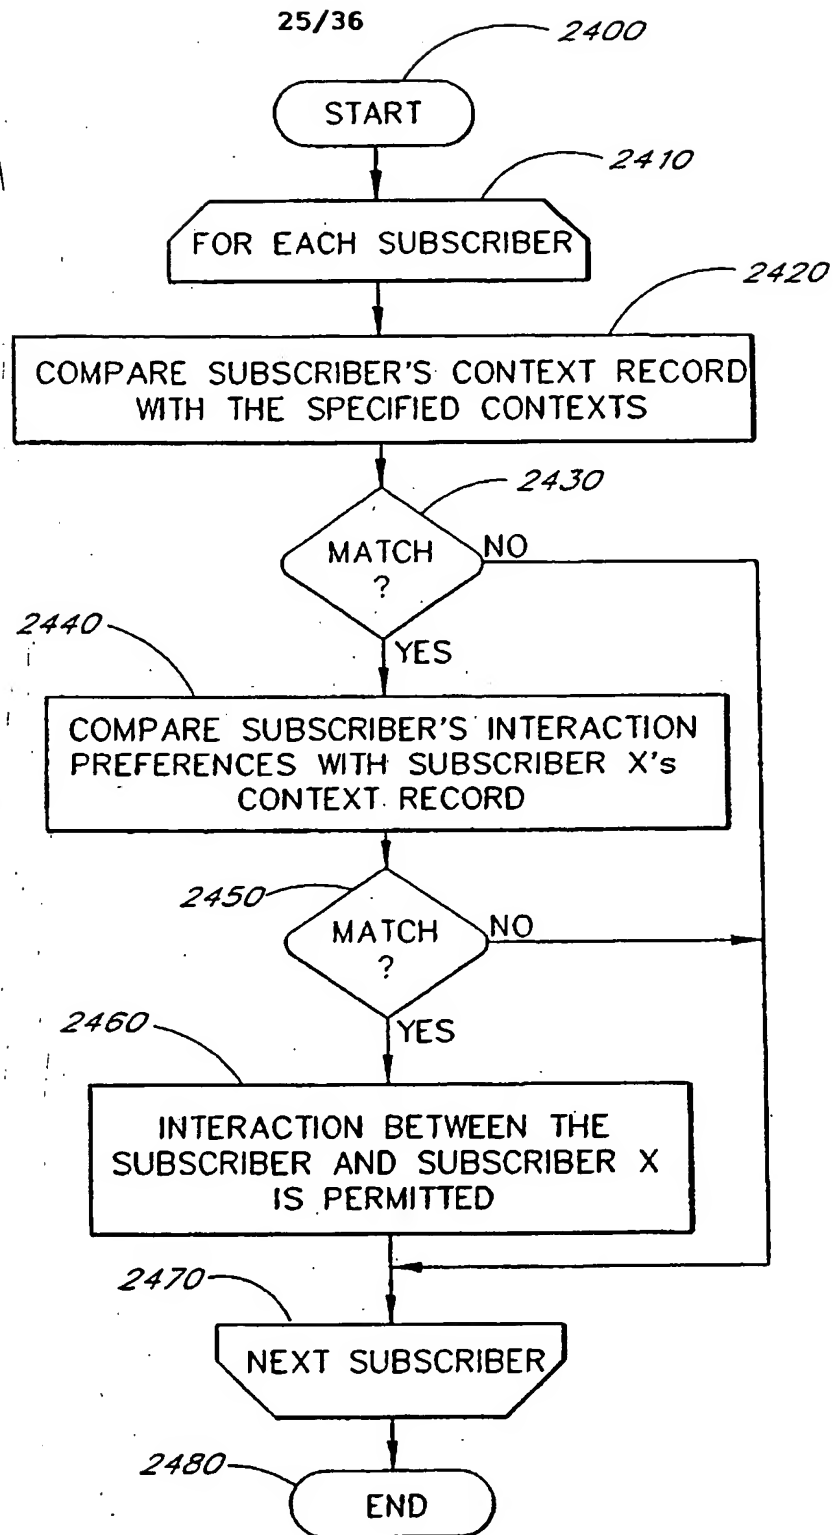 25/36
2400
START
2410
FOR EACH SUBSCRIBER
2420
COMPARE SUBSCRIBER'S CONTEXT RECORD
WITH THE SPECIFIED CONTEXTS
2430
MATCH
?
NO
2440
YES
COMPARE SUBSCRIBER'S INTERACTION
PREFERENCES WITH SUBSCRIBER X's
CONTEXT RECORD
2450
MATCH
?
NO
2460
YES
INTERACTION BETWEEN THE
SUBSCRIBER AND SUBSCRIBER X
IS PERMITTED
2470
NEXT SUBSCRIBER
2480
END